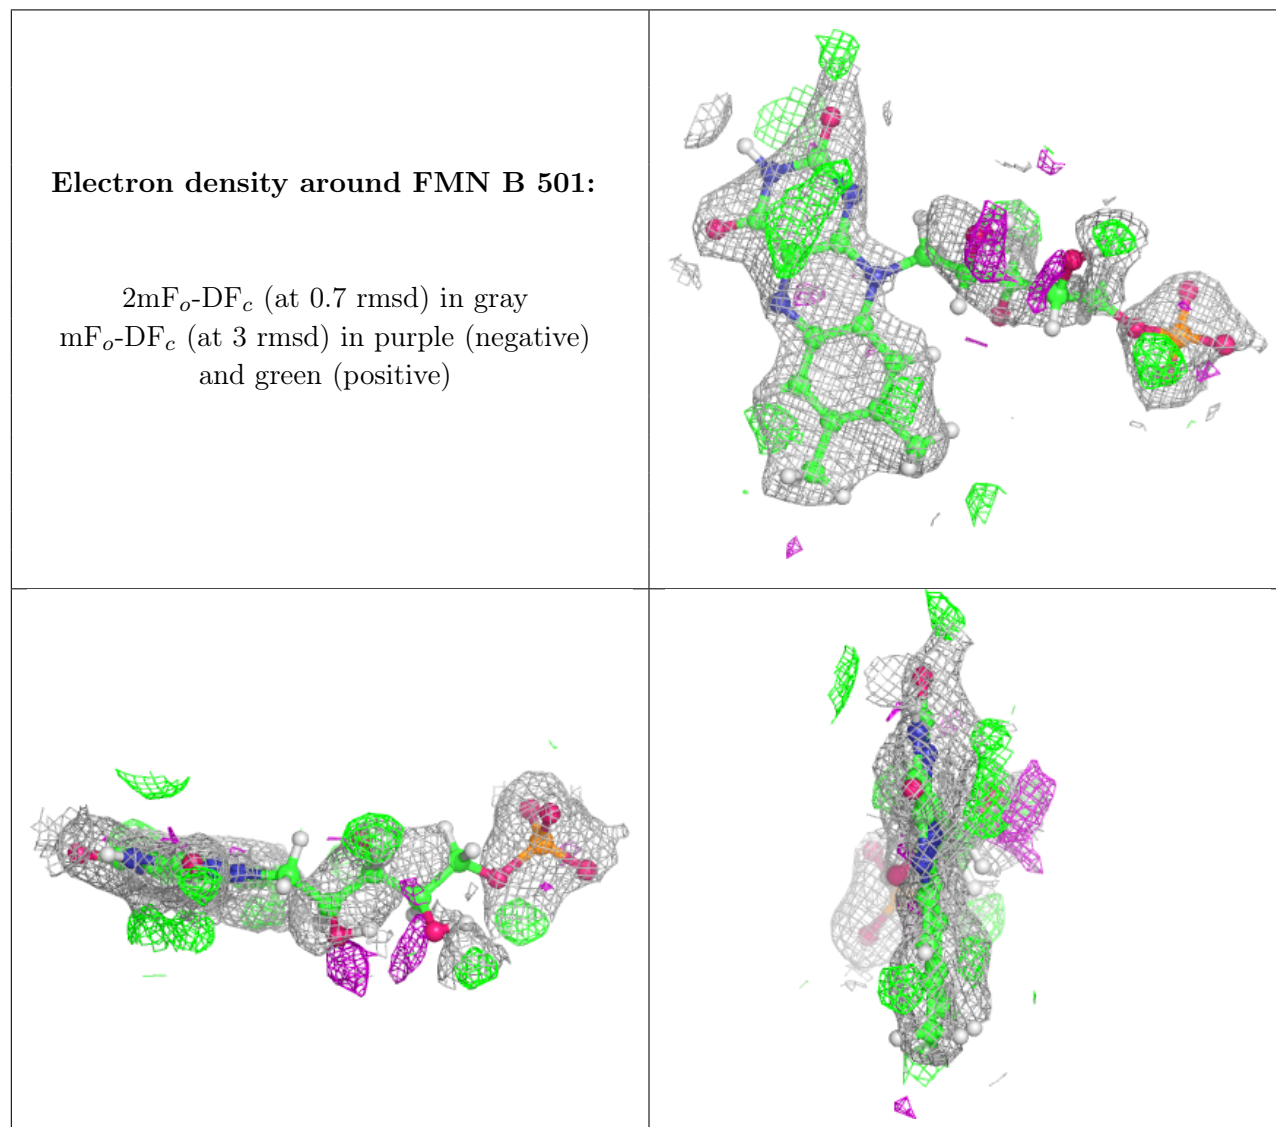 Electron density around FMN B 501:
2mFₒ-DF𝒸 (at 0.7 rmsd) in gray
mFₒ-DF𝒸 (at 3 rmsd) in purple (negative)
and green (positive)